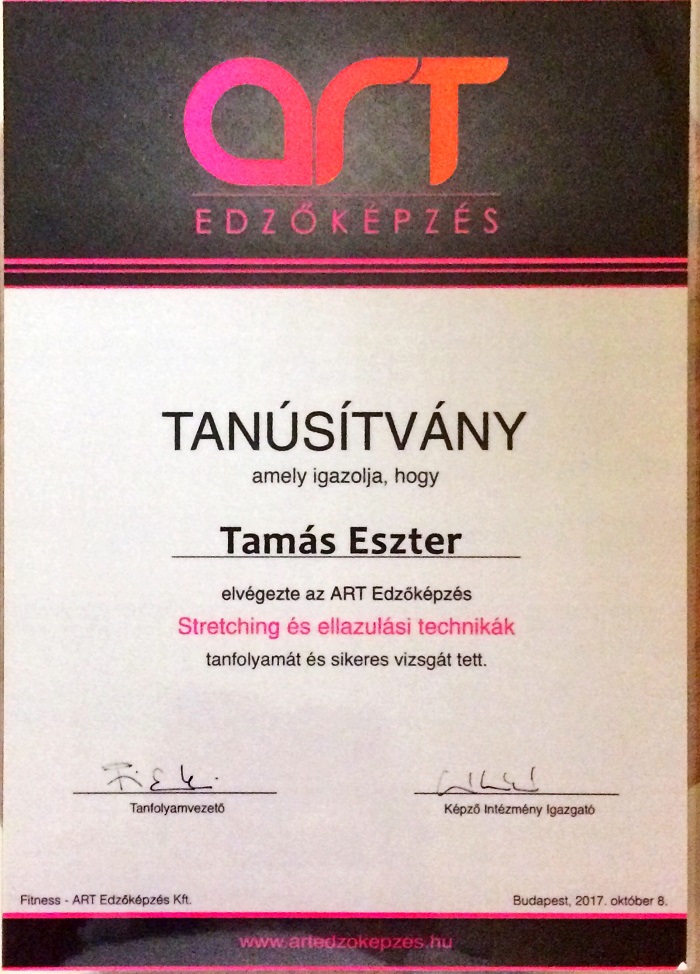 ART
EDZŐKÉPZÉS
TANÚSÍTVÁNY
amely igazolja, hogy
Tamás Eszter
elvégezte az ART Edzőképzés
Stretching és ellazulási technikák
tanfolyamát és sikeres vizsgát tett.
Tanfolyamvezető
Képző Intézmény Igazgató
Fitness - ART Edzőképzés Kft.
Budapest, 2017. október 8.
www.artedzokepzes.hu